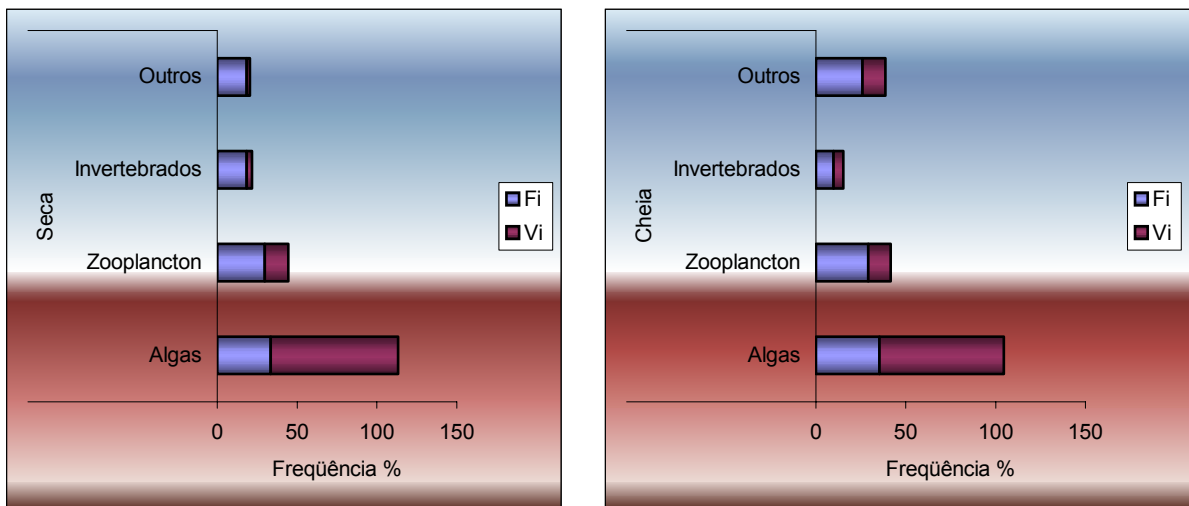 Seca
Outros
Invertebrados
Zooplancton
Algas
0 50 100 150
Freqüência %
Fi
Vi
Cheia
Outros
Invertebrados
Zooplancton
Algas
0 50 100 150
Freqüência %
Fi
Vi